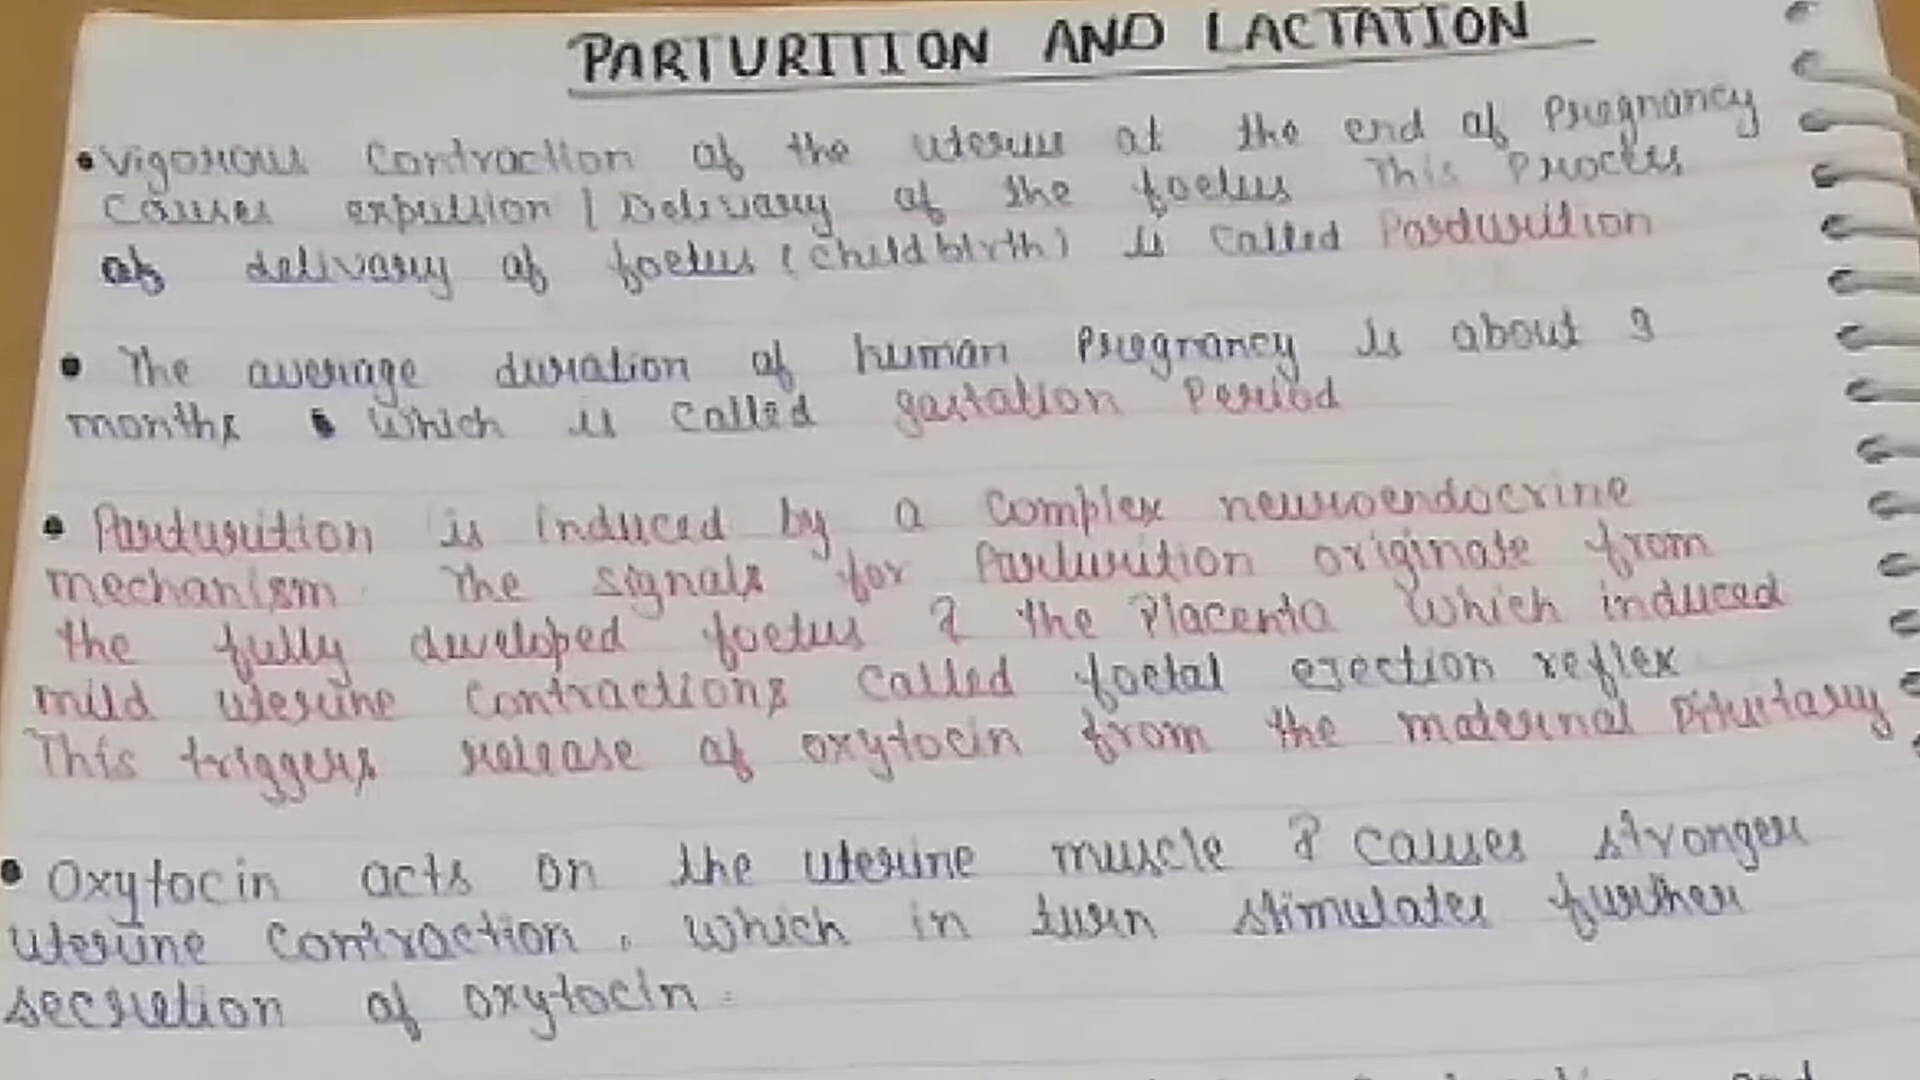 PARTURITION AND LACTATION
• Vigorous contraction of the uterus at the end of Pregnancy
causes expulsion / Delivary of the foetus This Process
of delivary of foetus (childbirth) is called Parturition
• The average duration of human Pregnancy is about 9
months which is called gastation Period
• Parturition is induced by a complex neuroendocrine
mechanism. The signals for Parturition originate from
the fully developed foetus & the Placenta which induced
mild uterine contractions called foetal ejection reflex
This triggers release of oxytocin from the maternal Pituitary
• Oxytocin acts on the uterine muscle & causes stronger
uterine contraction, which in turn stimulates further
secretion of oxytocin.
and